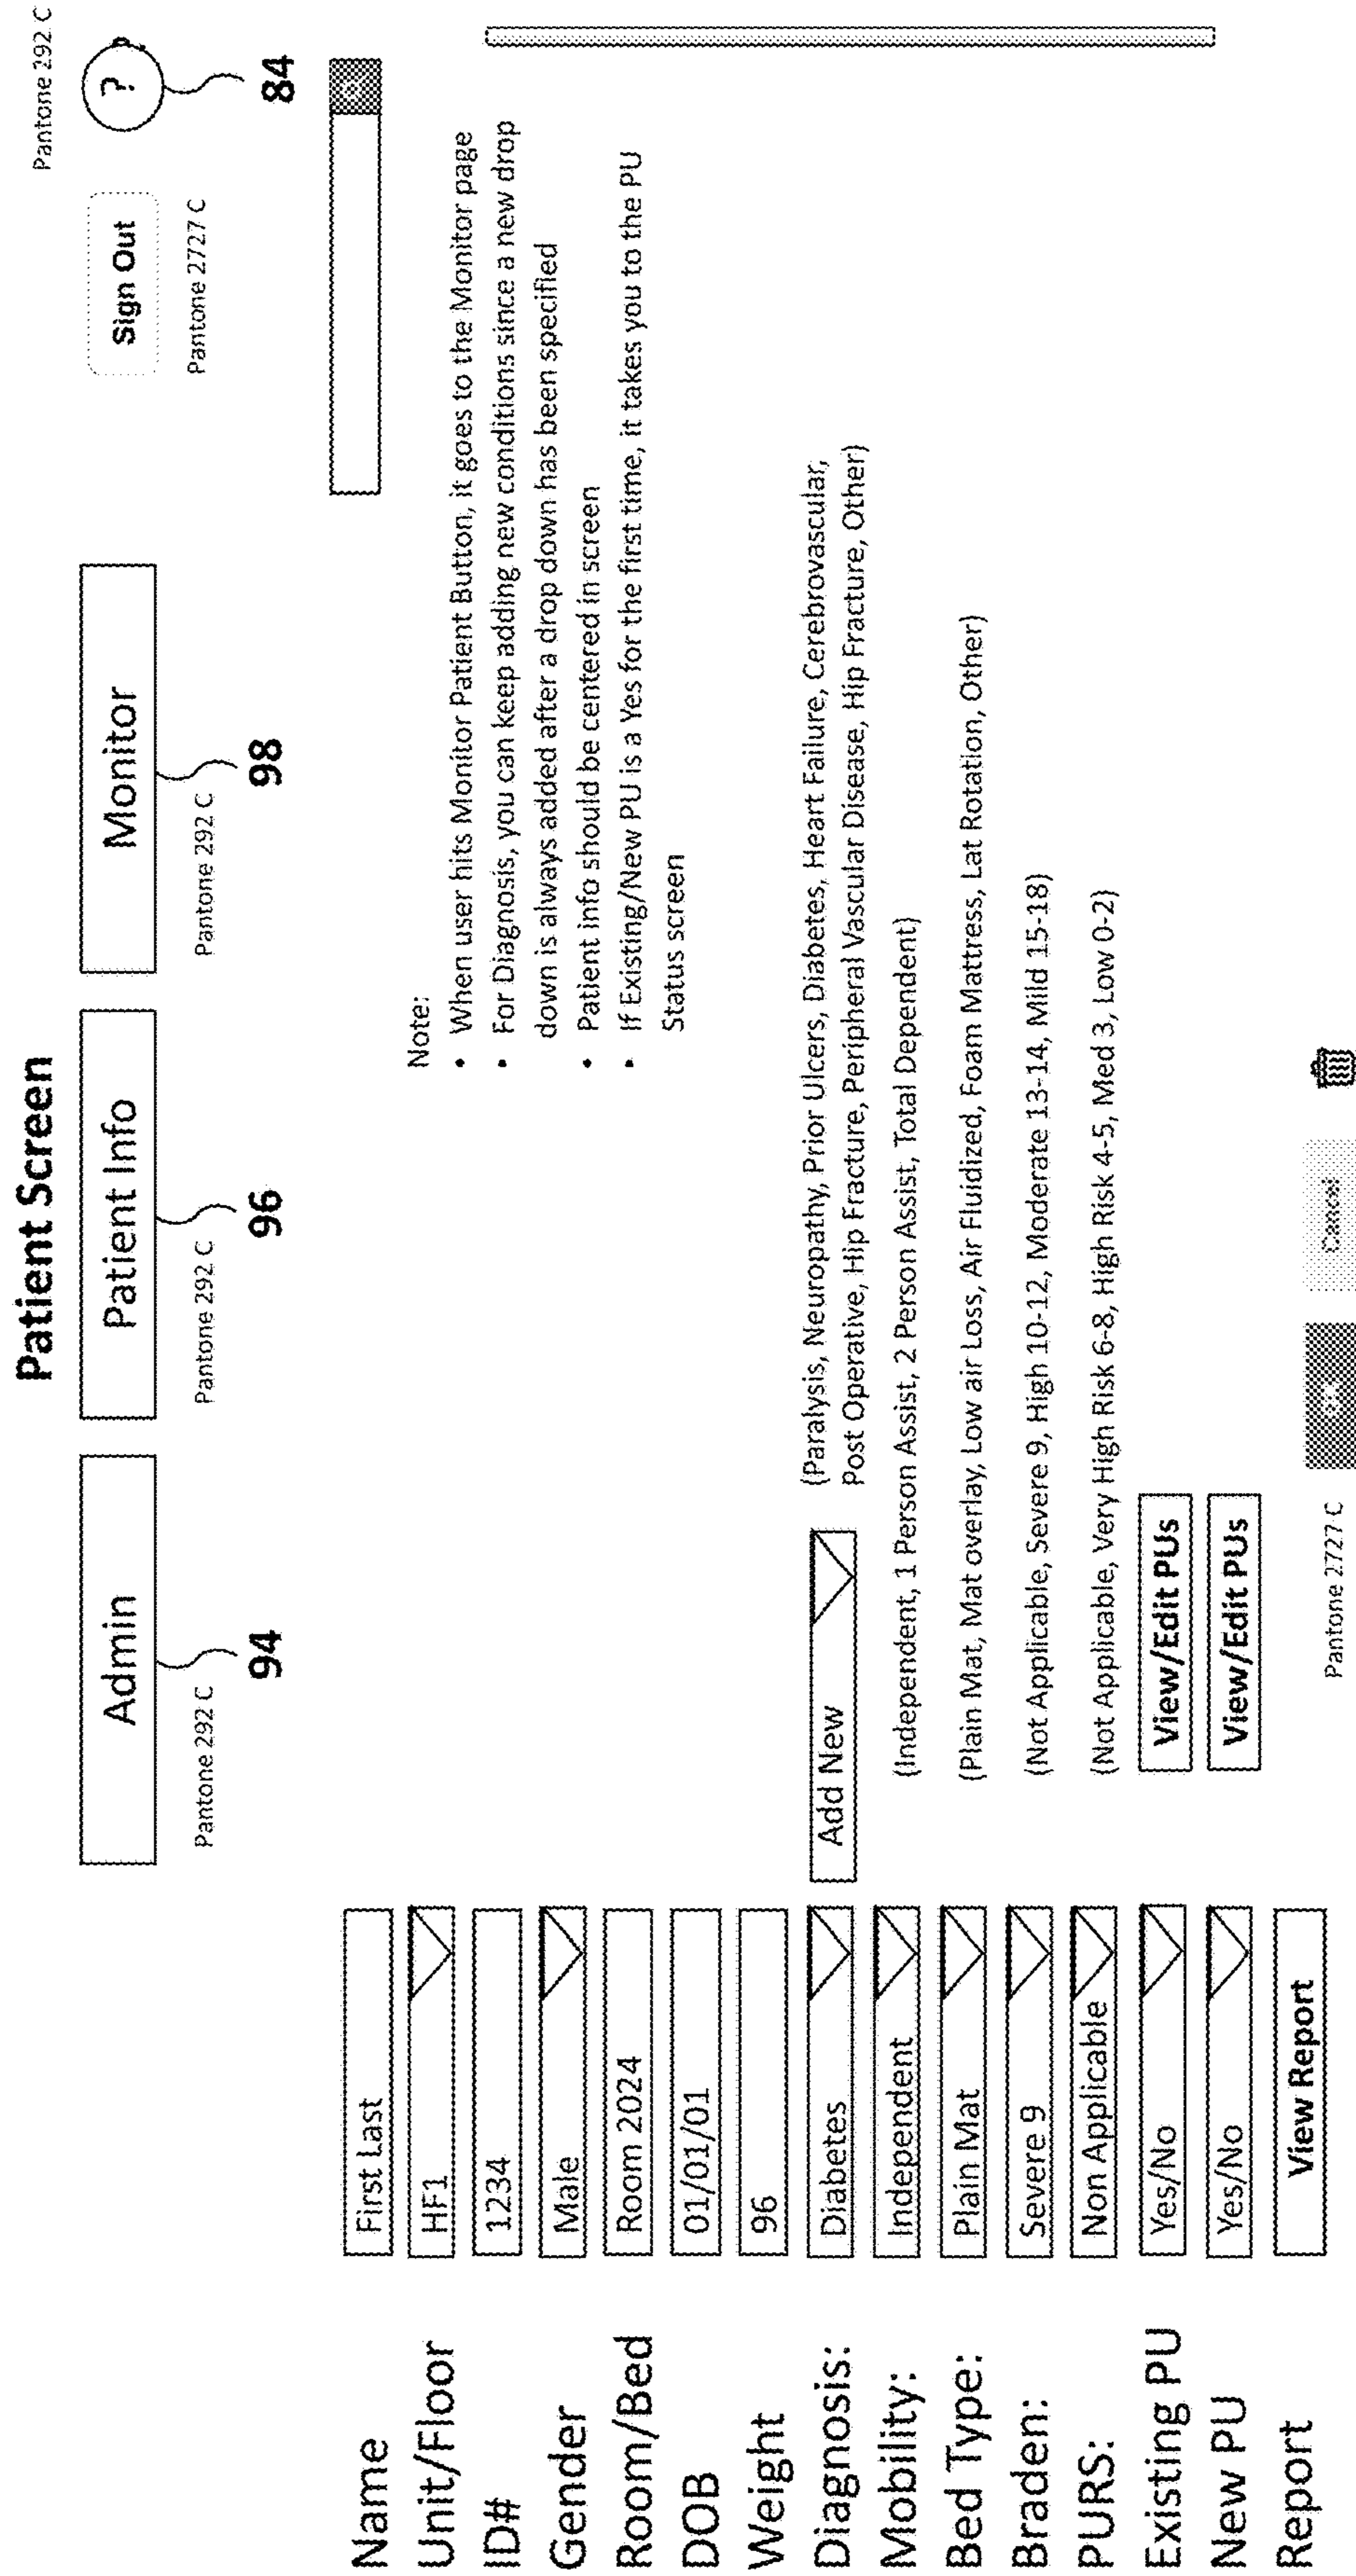 Patient Screen
Pantone 292 C
Admin
Patient Info
Monitor
Sign Out
?
Pantone 292 C
Pantone 292 C
Pantone 292 C
Pantone 2727 C
94
96
98
84
Name
First Last
Unit/Floor
HF1
ID#
1234
Gender
Male
Room/Bed
Room 2024
DOB
01/01/01
Weight
96
Note:
• When user hits Monitor Patient Button, it goes to the Monitor page
• For Diagnosis, you can keep adding new conditions since a new drop
down is always added after a drop down has been specified
• Patient info should be centered in screen
• If Existing/New PU is a Yes for the first time, it takes you to the PU
Status screen
Diagnosis:
Diabetes
Add New
(Paralysis, Neuropathy, Prior Ulcers, Diabetes, Heart Failure, Cerebrovascular,
Post Operative, Hip Fracture, Peripheral Vascular Disease, Hip Fracture, Other)
Mobility:
Independent
(Independent, 1 Person Assist, 2 Person Assist, Total Dependent)
Bed Type:
Plain Mat
(Plain Mat, Mat overlay, Low air Loss, Air Fluidized, Foam Mattress, Lat Rotation, Other)
Braden:
Severe 9
(Not Applicable, Severe 9, High 10-12, Moderate 13-14, Mild 15-18)
PURS:
Non Applicable
(Not Applicable, Very High Risk 6-8, High Risk 4-5, Med 3, Low 0-2)
Existing PU
Yes/No
View/Edit PUs
New PU
Yes/No
View/Edit PUs
Report
View Report
Pantone 2727 C
Cancel